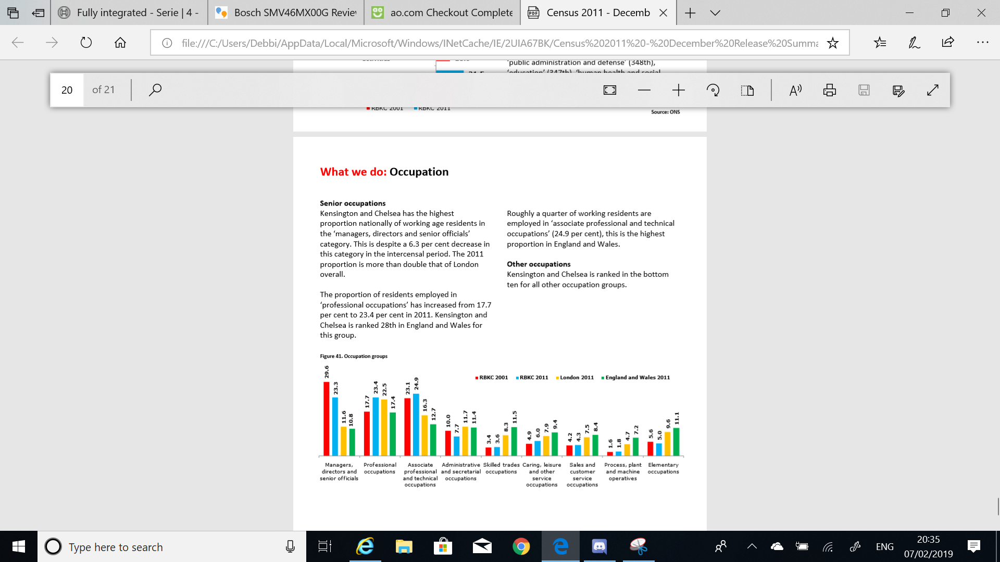 Fully integrated - Serie | 4 -
Bosch SMV46MX00G Revie
ao.com Checkout Complete
Census 2011 - Decemb
file:///C:/Users/Debbi/AppData/Local/Microsoft/Windows/INetCache/IE/2UIA67BK/Census%202011%20-%20December%20Release%20Summa
'public administration and defense' (348th),
'education' (347th), 'human health and social
20 of 21
RBKC 2001 RBKC 2011
Source: ONS
What we do: Occupation
Senior occupations
Kensington and Chelsea has the highest
proportion nationally of working age residents in
the ‘managers, directors and senior officials’
category. This is despite a 6.3 per cent decrease in
this category in the intercensal period. The 2011
proportion is more than double that of London
overall.
The proportion of residents employed in
‘professional occupations’ has increased from 17.7
per cent to 23.4 per cent in 2011. Kensington and
Chelsea is ranked 28th in England and Wales for
this group.
Roughly a quarter of working residents are
employed in ‘associate professional and technical
occupations’ (24.9 per cent), this is the highest
proportion in England and Wales.
Other occupations
Kensington and Chelsea is ranked in the bottom
ten for all other occupation groups.
Figure 41. Occupation groups
RBKC 2001 RBKC 2011 London 2011 England and Wales 2011
29.6 23.3 11.6 10.8
17.7 23.4 22.5 17.4
23.1 24.9 16.3 12.7
10.0 7.7 11.7 11.4
3.4 3.6 8.3 11.5
4.9 6.0 7.9 9.4
4.2 4.3 7.5 8.4
1.6 1.8 4.7 7.2
5.6 5.0 9.6 11.1
Managers,
directors and
senior officials
Professional
occupations
Associate
professional
and technical
occupations
Administrative
and secretarial
occupations
Skilled trades
occupations
Caring, leisure
and other
service
occupations
Sales and
customer
service
occupations
Process, plant
and machine
operatives
Elementary
occupations
Type here to search
ENG
20:35
07/02/2019